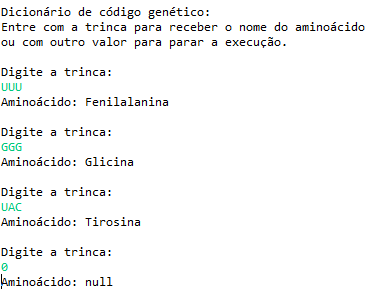 Dicionário de código genético:
Entre com a trinca para receber o nome do aminoácido
ou com outro valor para parar a execução.
Digite a trinca:
UUU
Aminoácido: Fenilalanina
Digite a trinca:
GGG
Aminoácido: Glicina
Digite a trinca:
UAC
Aminoácido: Tirosina
Digite a trinca:
0
Aminoácido: null